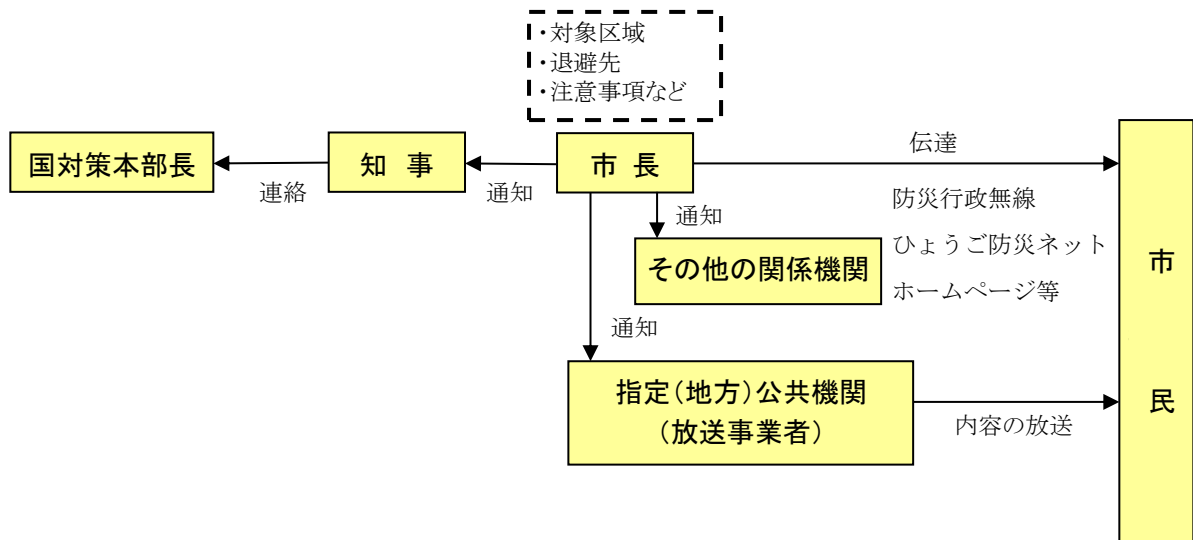 ・対象区域
・退避先
・注意事項など
国対策本部長
連絡
知　事
通知
市 長
伝達
防災行政無線
ひょうご防災ネット
ホームページ等
通知
その他の関係機関
通知
指定（地方）公共機関
（放送事業者）
内容の放送
市
民